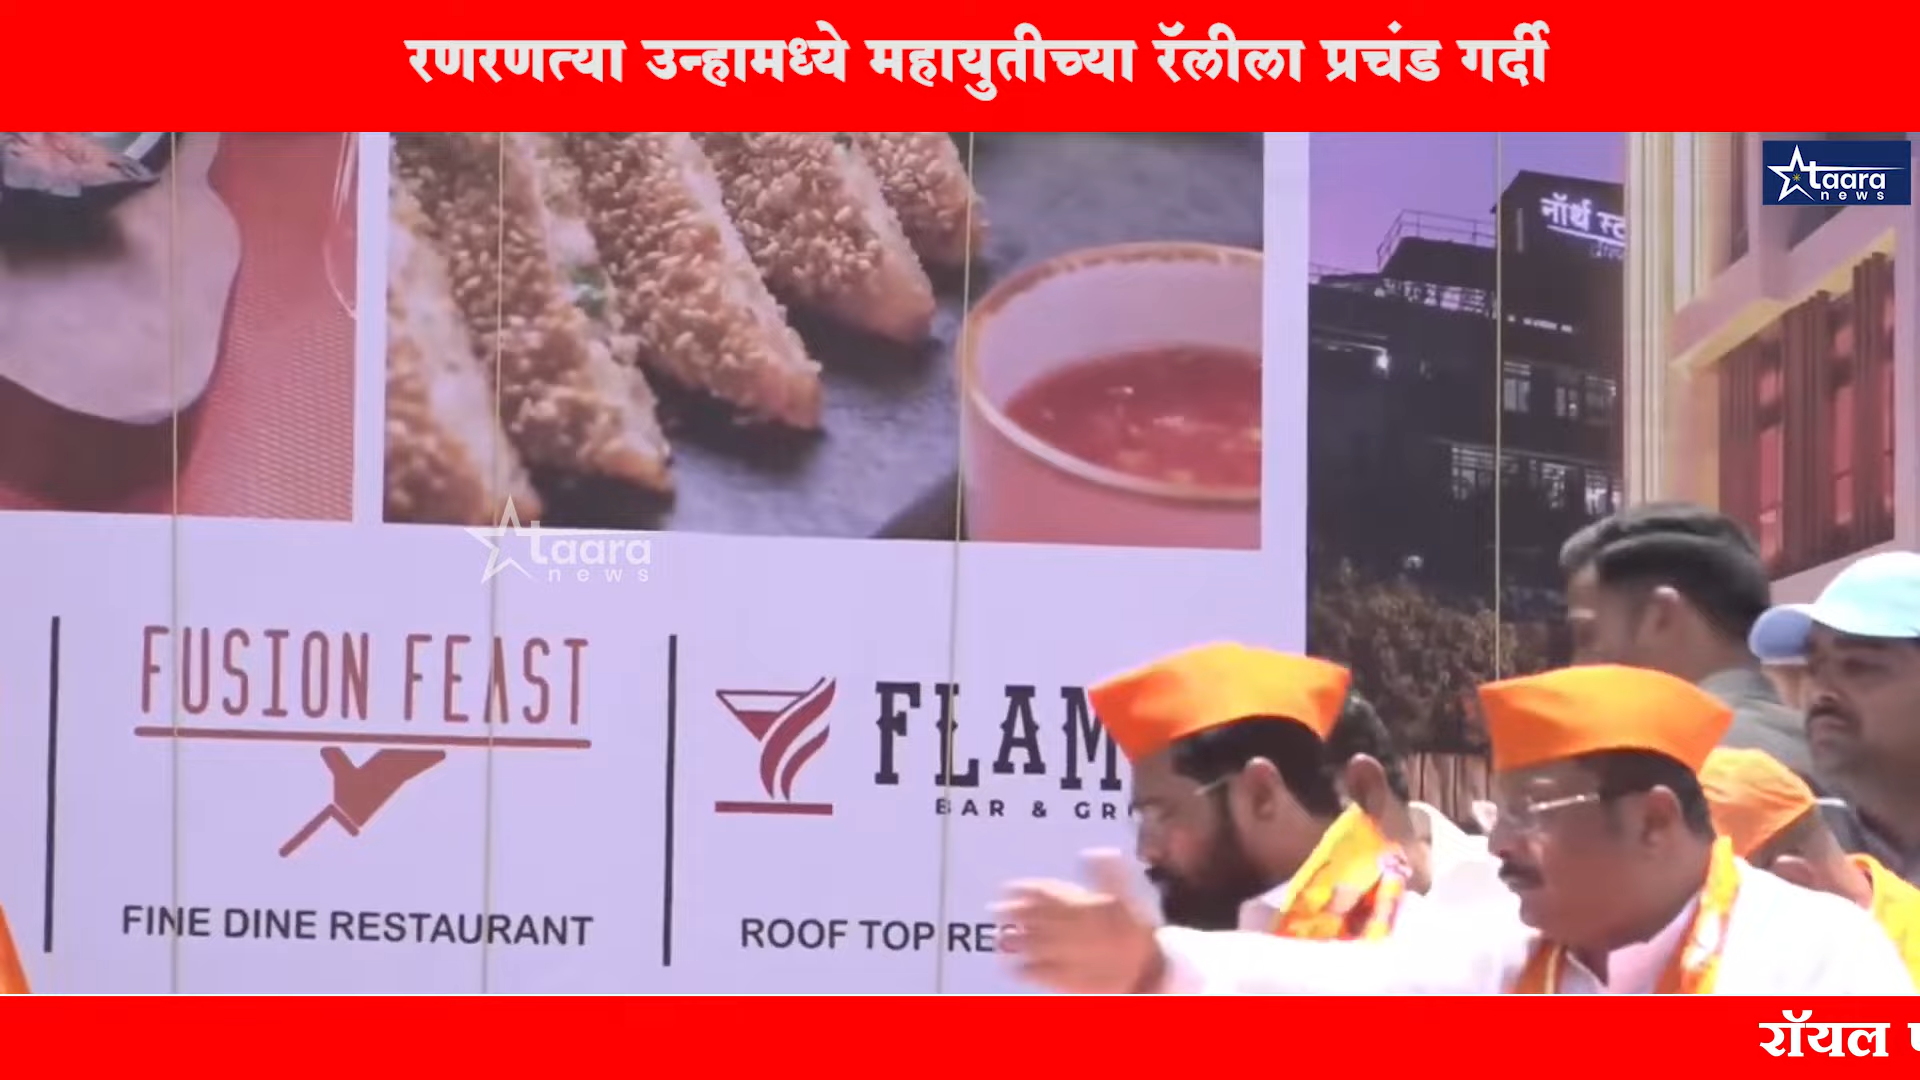 रणरणत्या उन्हामध्ये महायुतीच्या रॅलीला प्रचंड गर्दी
taara
news
नॉर्थ
taara
news
FUSION FEAST
FLAM
BAR & GR
FINE DINE RESTAURANT
ROOF TOP
रॉयल